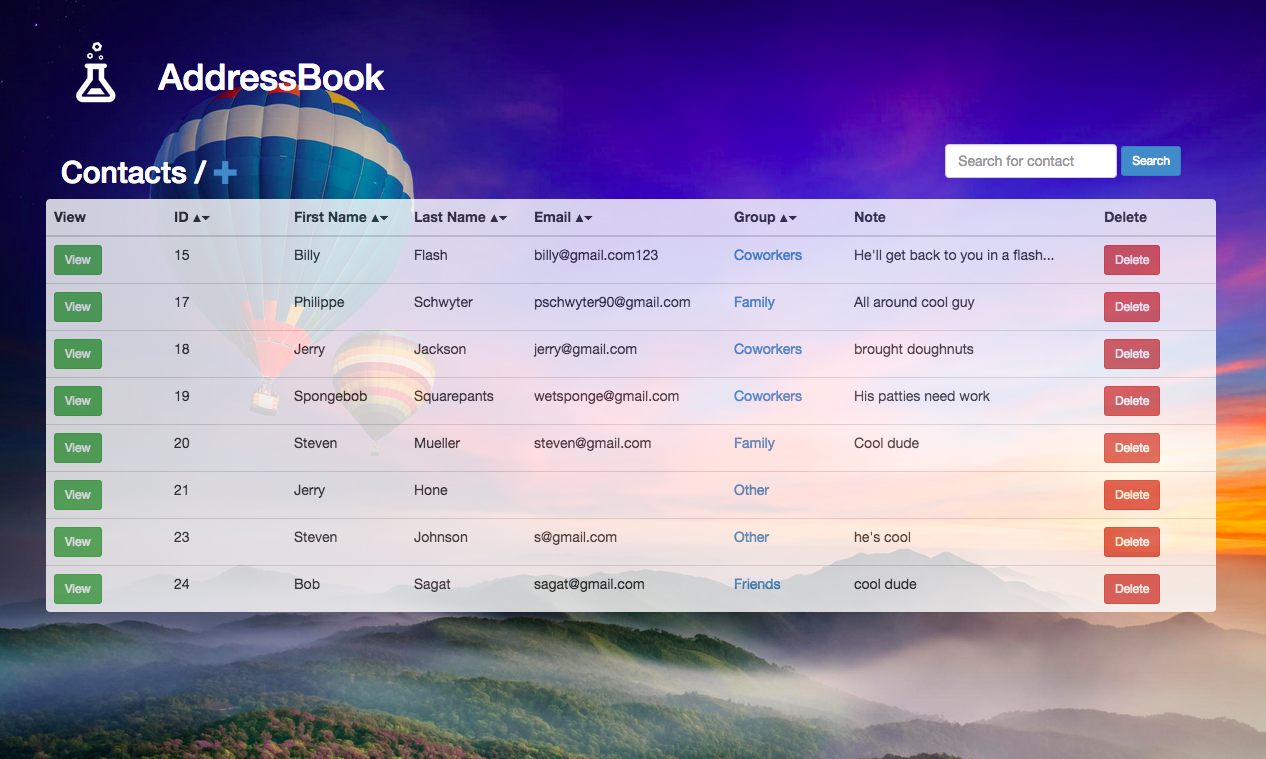 AddressBook
Contacts / +
Search for contact Search
View ID ▲▼ First Name ▲▼ Last Name ▲▼ Email ▲▼ Group ▲▼ Note Delete
View 15 Billy Flash billy@gmail.com123 Coworkers He'll get back to you in a flash... Delete
View 17 Philippe Schwyter pschwyter90@gmail.com Family All around cool guy Delete
View 18 Jerry Jackson jerry@gmail.com Coworkers brought doughnuts Delete
View 19 Spongebob Squarepants wetsponge@gmail.com Coworkers His patties need work Delete
View 20 Steven Mueller steven@gmail.com Family Cool dude Delete
View 21 Jerry Hone Other Delete
View 23 Steven Johnson s@gmail.com Other he's cool Delete
View 24 Bob Sagat sagat@gmail.com Friends cool dude Delete